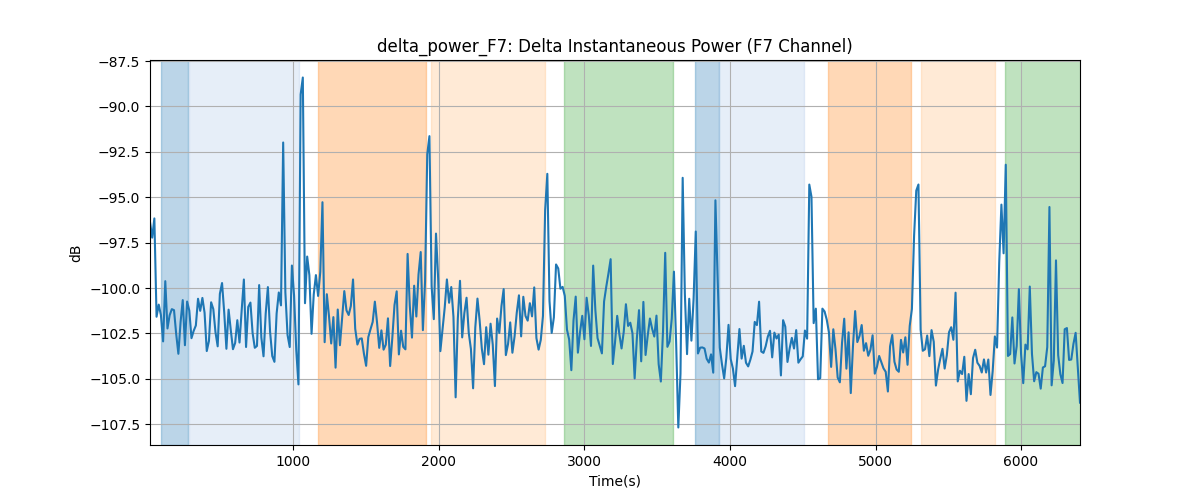 delta_power_F7: Delta Instantaneous Power (F7 Channel)
−87.5
−90.0
−92.5
−95.0
−97.5
−100.0
−102.5
−105.0
−107.5
dB
1000 2000 3000 4000 5000 6000
Time(s)